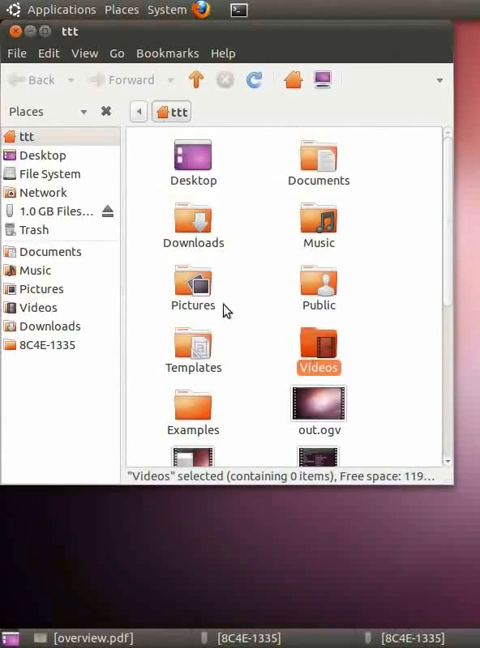 Applications Places System
ttt
File Edit View Go Bookmarks Help
Back Forward
Places ttt
ttt
Desktop
File System
Network
1.0 GB Files...
Trash
Documents
Music
Pictures
Videos
Downloads
8C4E-1335
Desktop Documents
Downloads Music
Pictures Public
Templates Videos
Examples out.ogv
"Videos" selected (containing 0 items), Free space: 119...
[overview.pdf] [8C4E-1335] [8C4E-1335]